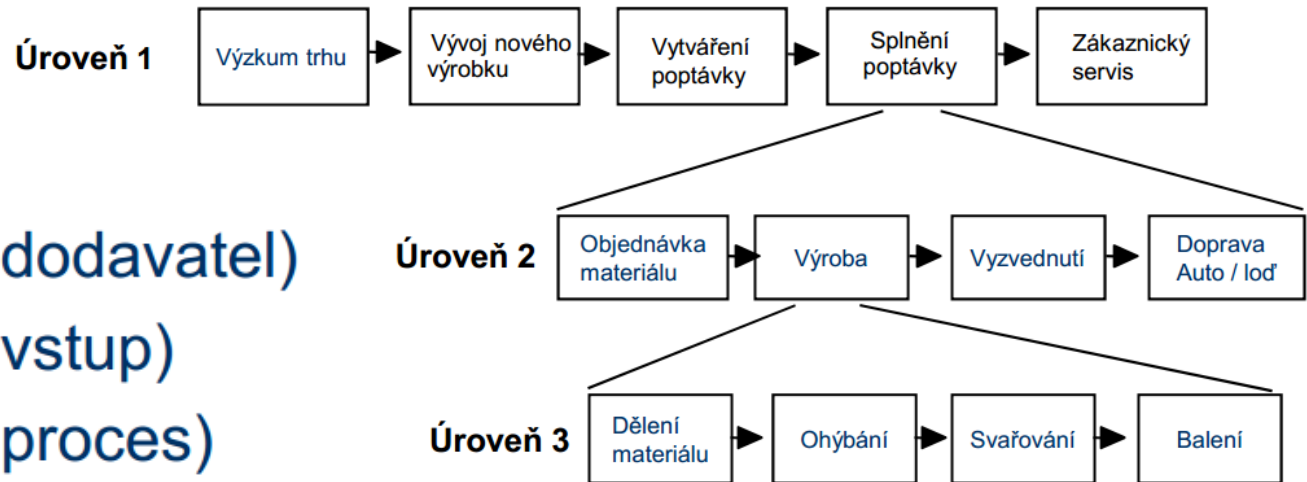 Úroveň 1
Výzkum trhu
Vývoj nového
výrobku
Vytváření
poptávky
Splnění
poptávky
Zákaznický
servis
dodavatel)
vstup)
proces)
Úroveň 2
Objednávka
materiálu
Výroba
Vyzvednutí
Doprava
Auto / loď
Úroveň 3
Dělení
materiálu
Ohýbání
Svařování
Balení